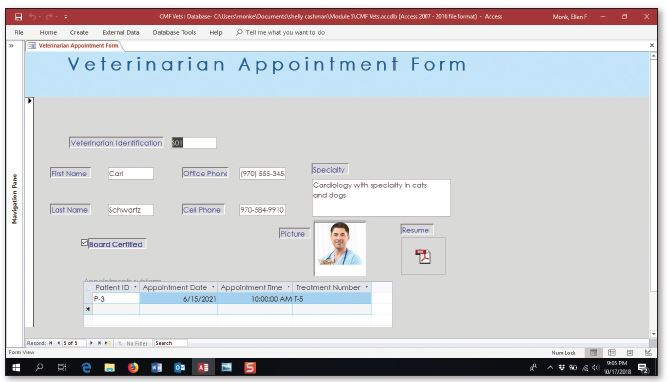 CMF Vets: Database- C:\Users\monke\Documents\shelly cashman\Module 5\CMF Vets.accdb (Access 2007 - 2016 file format) - Access
Monk, Ellen F
File Home Create External Data Database Tools Help Tell me what you want to do
Veterinarian Appointment Form
Veterinarian Appointment Form
Veterinarian Identification S01
First Name Carl Office Phone (970) 555-345
Specialty
Cardiology with specialty in cats
and dogs
Last Name Schwartz Cell Phone 970-584-9910
Picture
Resume
Board Certified
Appointments subform
Patient ID Appointment Date Appointment Time Treatment Number
P-3 6/15/2021 10:00:00 AM T-5
Navigation Pane
Record: 5 of 5 No Filter Search
Form View Num Lock
9:05 PM
10/17/2018